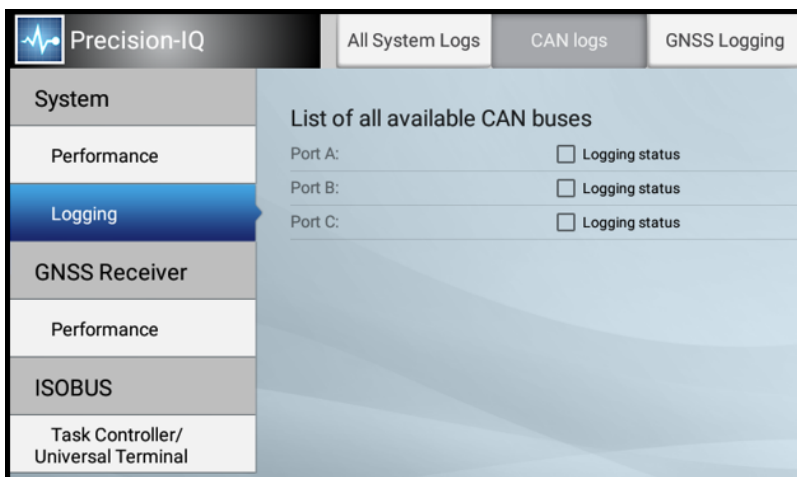 Precision-IQ
All System Logs
CAN logs
GNSS Logging
System
Performance
Logging
GNSS Receiver
Performance
ISOBUS
Task Controller/
Universal Terminal
List of all available CAN buses
Port A: Logging status
Port B: Logging status
Port C: Logging status